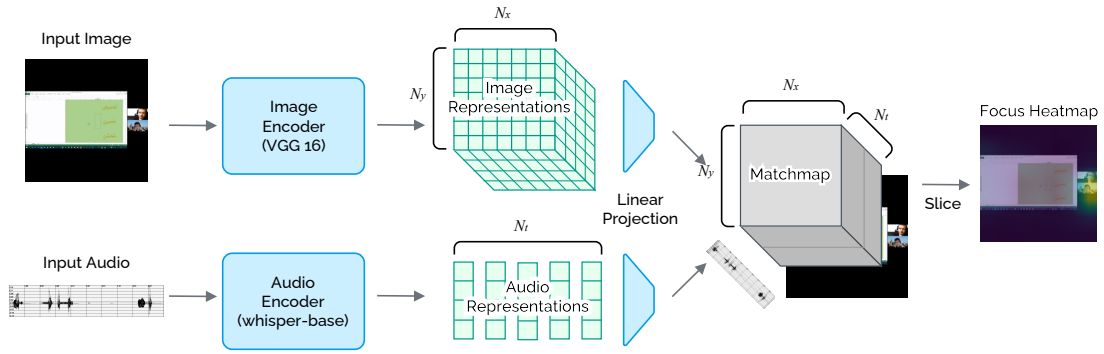 Input Image
Image
Encoder
(VGG 16)
Nx
Ny
Image
Representations
Linear
Projection
Nx
Nt
Ny
Matchmap
Slice
Focus Heatmap
Input Audio
Audio
Encoder
(whisper-base)
Nt
Audio
Representations